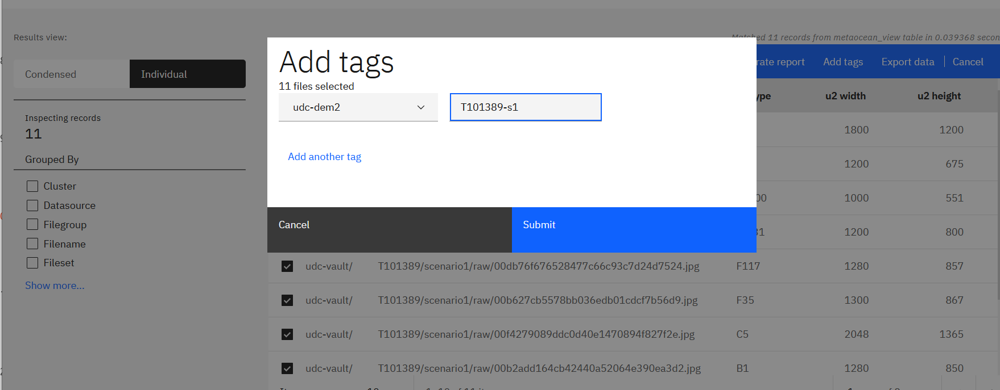 Results view:
Matched 11 records from metaocean_view table in 0.039368 secon
Condensed
Individual
rate report
Add tags
Export data
Cancel
Add tags
11 files selected
udc-dem2
T101389-s1
Add another tag
Cancel
Submit
Inspecting records
11
Grouped By
Cluster
Datasource
Filegroup
Filename
Fileset
Show more...
ype
u2 width
u2 height
1800
1200
1200
675
00
1000
551
31
1200
800
udc-vault/
T101389/scenario1/raw/00db76f676528477c66c93c7d24d7524.jpg
F117
1280
857
udc-vault/
T101389/scenario1/raw/00b627cb5578bb036edb01cdcf7b56d9.jpg
F35
1300
867
udc-vault/
T101389/scenario1/raw/00f4279089ddc0d40e1470894f827f2e.jpg
C5
2048
1365
udc-vault/
T101389/scenario1/raw/00b2add164cb42440a52064e390ea3d2.jpg
B1
1280
850